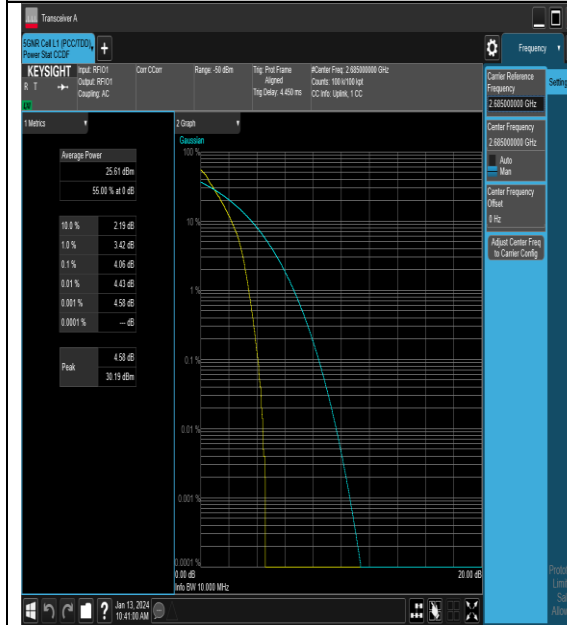 Transceiver A
5GNR Cell L1 (PCC/TDD),
Power Stat CCDF
+
Frequency
KEYSIGHT
R T
LV
Input: RFIO1
Output: RFIO1
Coupling: AC
Corr CCorr
Range: -50 dBm
Trig: Prot Frame
Aligned
Trig Delay: 4.450 ms
#Center Freq: 2.685000000 GHz
Counts: 100 k/100 kpt
CC Info: Uplink, 1 CC
Carrier Reference
Frequency
2.685000000 GHz
Setting
Center Frequency
2.685000000 GHz
Auto
Man
Center Frequency
Offset
0 Hz
Adjust Center Freq
to Carrier Config
1 Metrics
Average Power
25.61 dBm
55.00 % at 0 dB
10.0 % 2.19 dB
1.0 % 3.42 dB
0.1 % 4.06 dB
0.01 % 4.43 dB
0.001 % 4.58 dB
0.0001 % --- dB
Peak
4.58 dB
30.19 dBm
2 Graph
Gaussian
100 %
10 %
1 %
0.1 %
0.01 %
0.001 %
0.0001 %
0.00 dB
20.00 dB
Info BW 10.000 MHz
Proto
Limit
Allow
?
Jan 13, 2024
10:41:00 AM